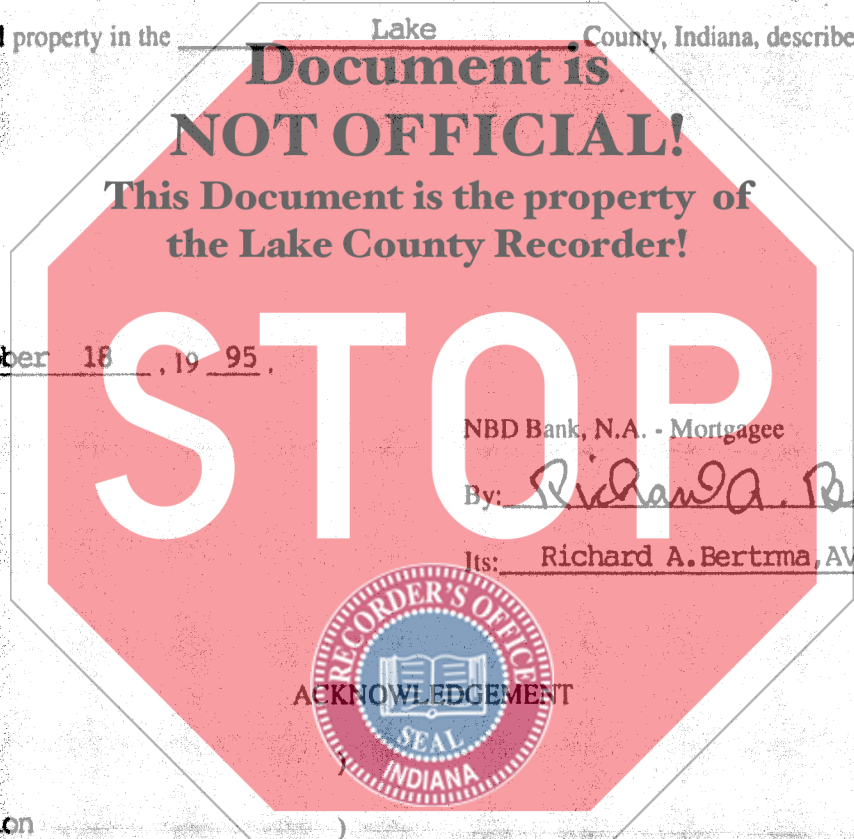 property in the Lake County, Indiana, describe
Document is
NOT OFFICIAL!
This Document is the property of
the Lake County Recorder!
ber 18, 19 95.
STOP
NBD Bank, N.A. - Mortgagee
By: Richard A. B
Its: Richard A.Bertrma, AV
RECORDER'S OFFICE
ACKNOWLEDGEMENT
)
SEAL
INDIANA
on )